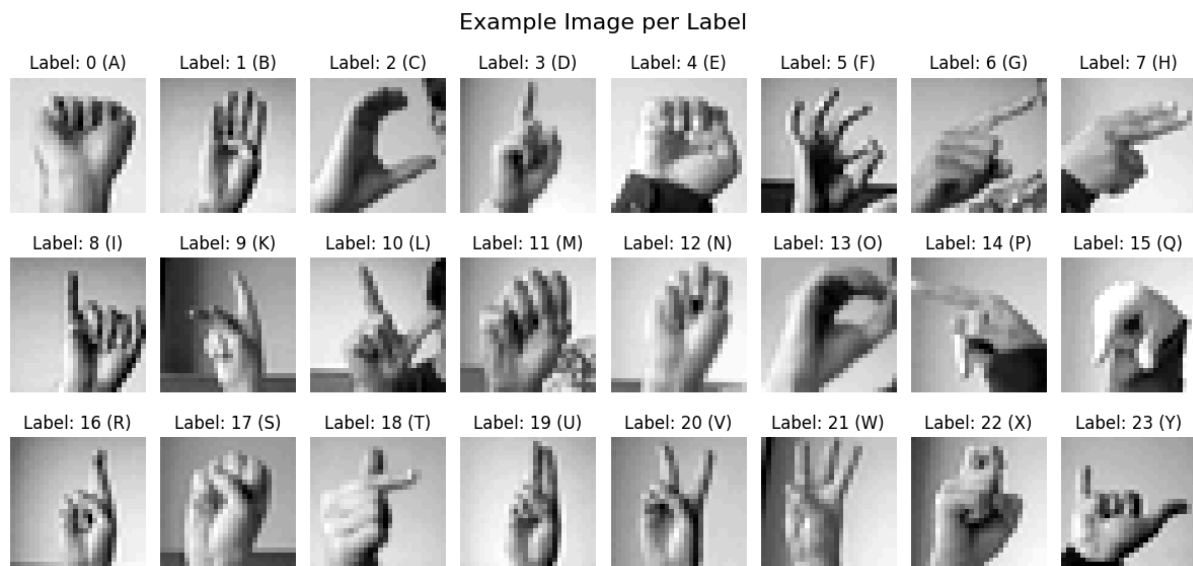 Example Image per Label
Label: 0 (A) Label: 1 (B) Label: 2 (C) Label: 3 (D) Label: 4 (E) Label: 5 (F) Label: 6 (G) Label: 7 (H)
Label: 8 (I) Label: 9 (K) Label: 10 (L) Label: 11 (M) Label: 12 (N) Label: 13 (O) Label: 14 (P) Label: 15 (Q)
Label: 16 (R) Label: 17 (S) Label: 18 (T) Label: 19 (U) Label: 20 (V) Label: 21 (W) Label: 22 (X) Label: 23 (Y)